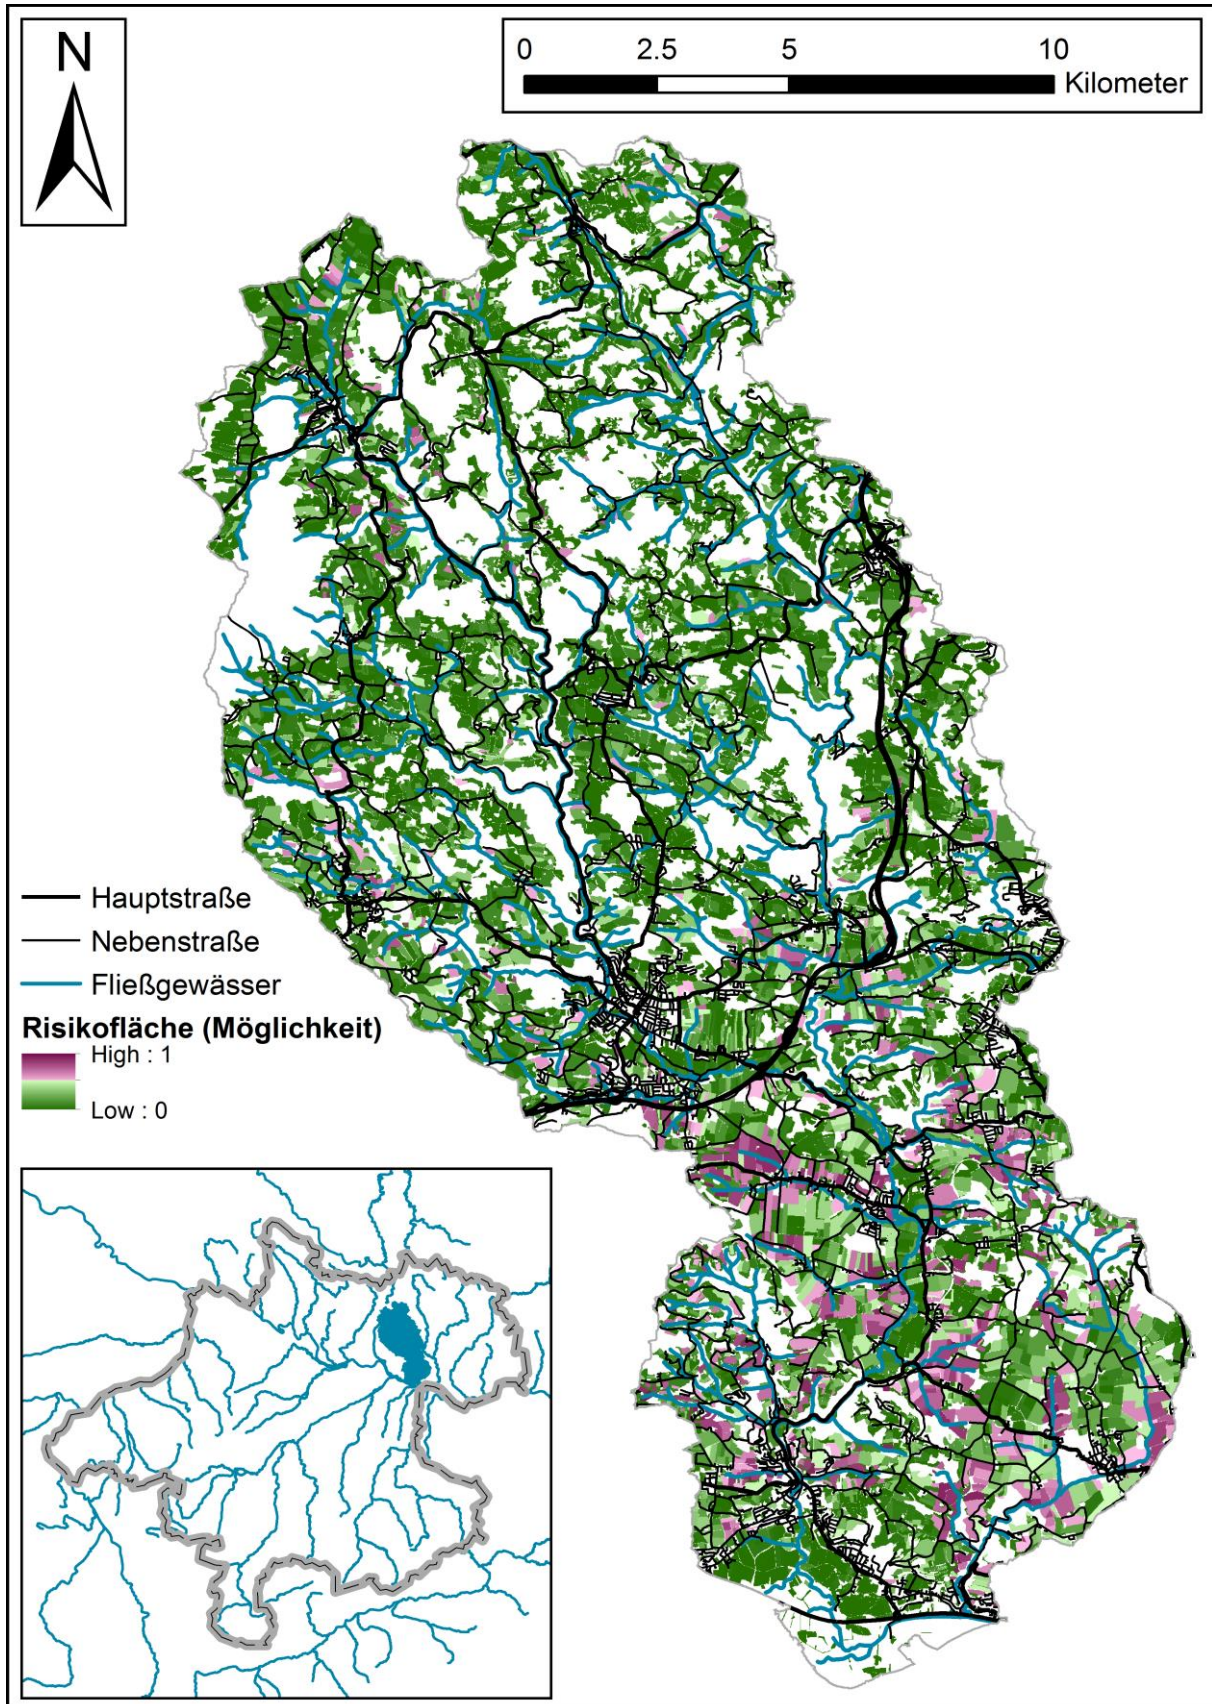 N
0 2.5 5 10
Kilometer
Hauptstraße
Nebenstraße
Fließgewässer
Risikofläche (Möglichkeit)
High : 1
Low : 0